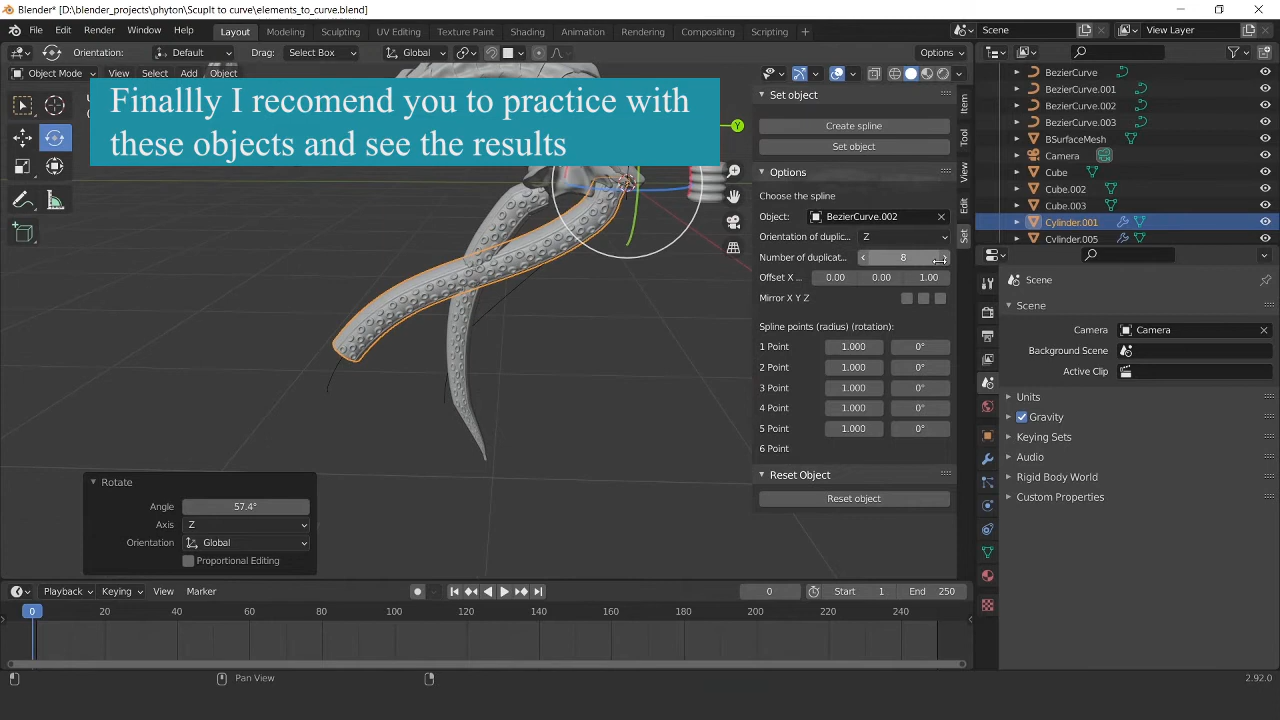 Blender* [D:\blender_projects\phyton\Scuplt to curve\elements_to_curve.blend]
File Edit Render Window Help Layout Modeling Sculpting UV Editing Texture Paint Shading Animation Rendering Compositing Scripting + Scene View Layer
Orientation: Default Drag: Select Box Global Options
Object Mode View Select Add Object
Finallly I recomend you to practice with
these objects and see the results
Y
Set object
Create spline
Set object
Options
Choose the spline
Object: BezierCurve.002
Orientation of duplic... Z
Number of duplicat... 8
Offset X ... 0.00 0.00 1.00
Mirror X Y Z
Spline points (radius) (rotation):
1 Point 1.000 0°
2 Point 1.000 0°
3 Point 1.000 0°
4 Point 1.000 0°
5 Point 1.000 0°
6 Point
Reset Object
Reset object
Item
Tool
View
Edit
Set
BezierCurve
BezierCurve.001
BezierCurve.002
BezierCurve.003
BSurfaceMesh
Camera
Cube
Cube.002
Cube.003
Cylinder.001
Cylinder.005
Scene
Scene
Camera Camera
Background Scene
Active Clip
Units
Gravity
Keying Sets
Audio
Rigid Body World
Custom Properties
Rotate
Angle 57.4°
Axis Z
Orientation Global
Proportional Editing
Playback Keying View Marker 0 Start 1 End 250
0 20 40 60 80 100 120 140 160 180 200 220 240
Pan View 2.92.0